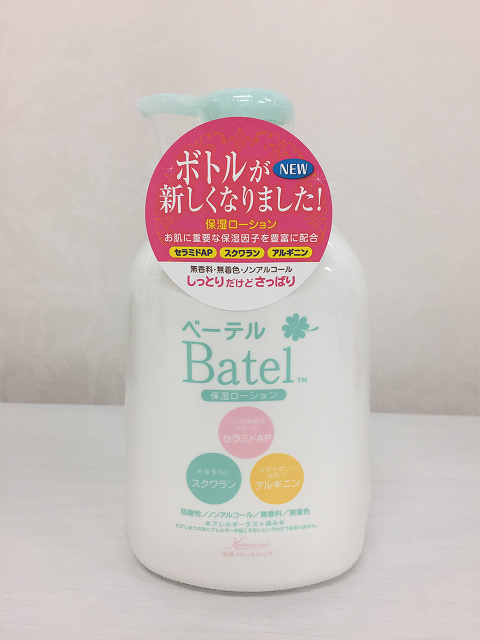 ボトルが
NEW
新しくなりました!
保湿ローション
お肌に重要な保湿因子を豊富に配合
セラミドAP スクワラン アルギニン
無香料・無着色・ノンアルコール
しっとりだけどさっぱり
ベーテル
Batel™
保湿ローション
セラミドAP
スクワラン
アルギニン
弱酸性/ノンアルコール/無香料/無着色
＊アレルギーテスト済み＊